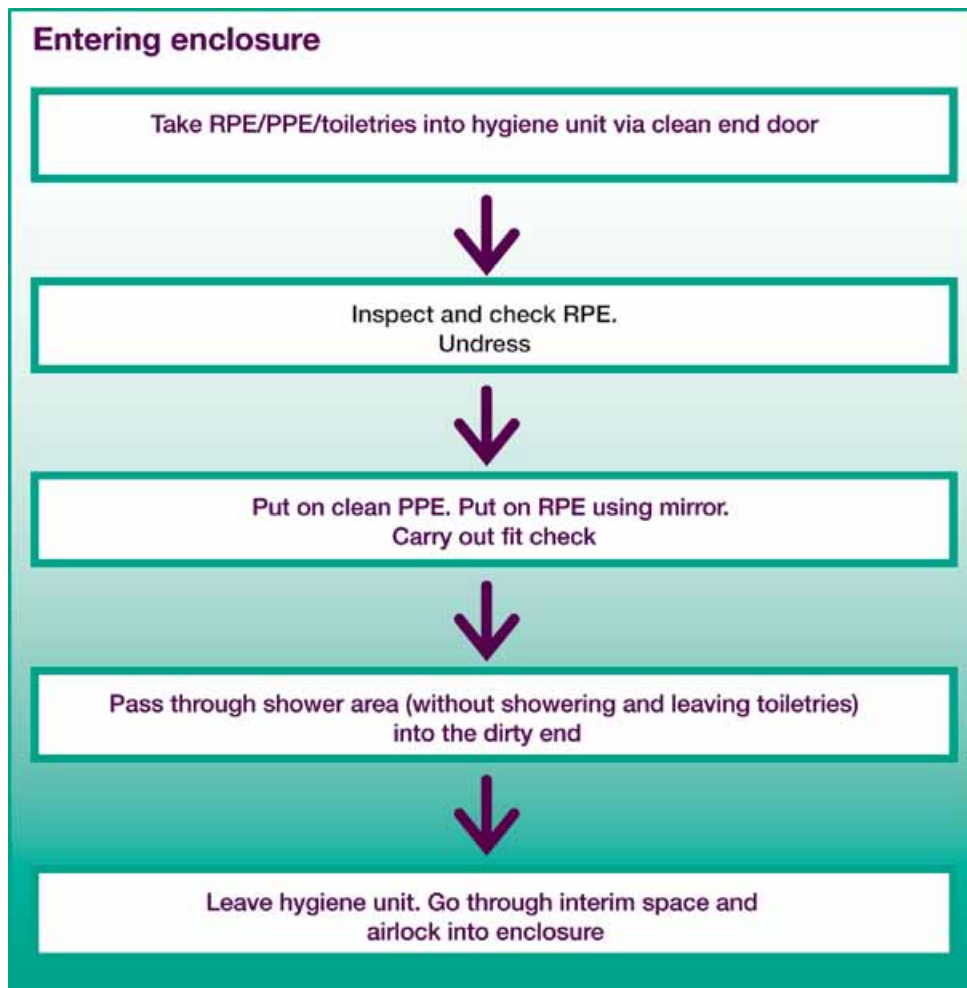 Entering enclosure
Take RPE/PPE/toiletries into hygiene unit via clean end door
Inspect and check RPE.
Undress
Put on clean PPE. Put on RPE using mirror.
Carry out fit check
Pass through shower area (without showering and leaving toiletries)
into the dirty end
Leave hygiene unit. Go through interim space and
airlock into enclosure